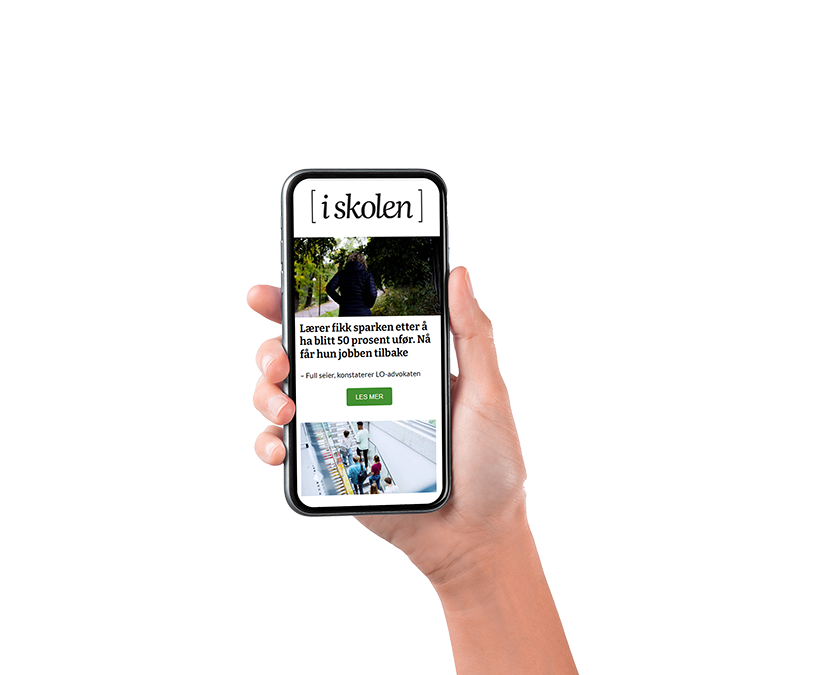 [i skolen]
Lærer fikk sparken etter å
ha blitt 50 prosent ufør. Nå
får hun jobben tilbake
– Full seier, konstaterer LO-advokaten
LES MER